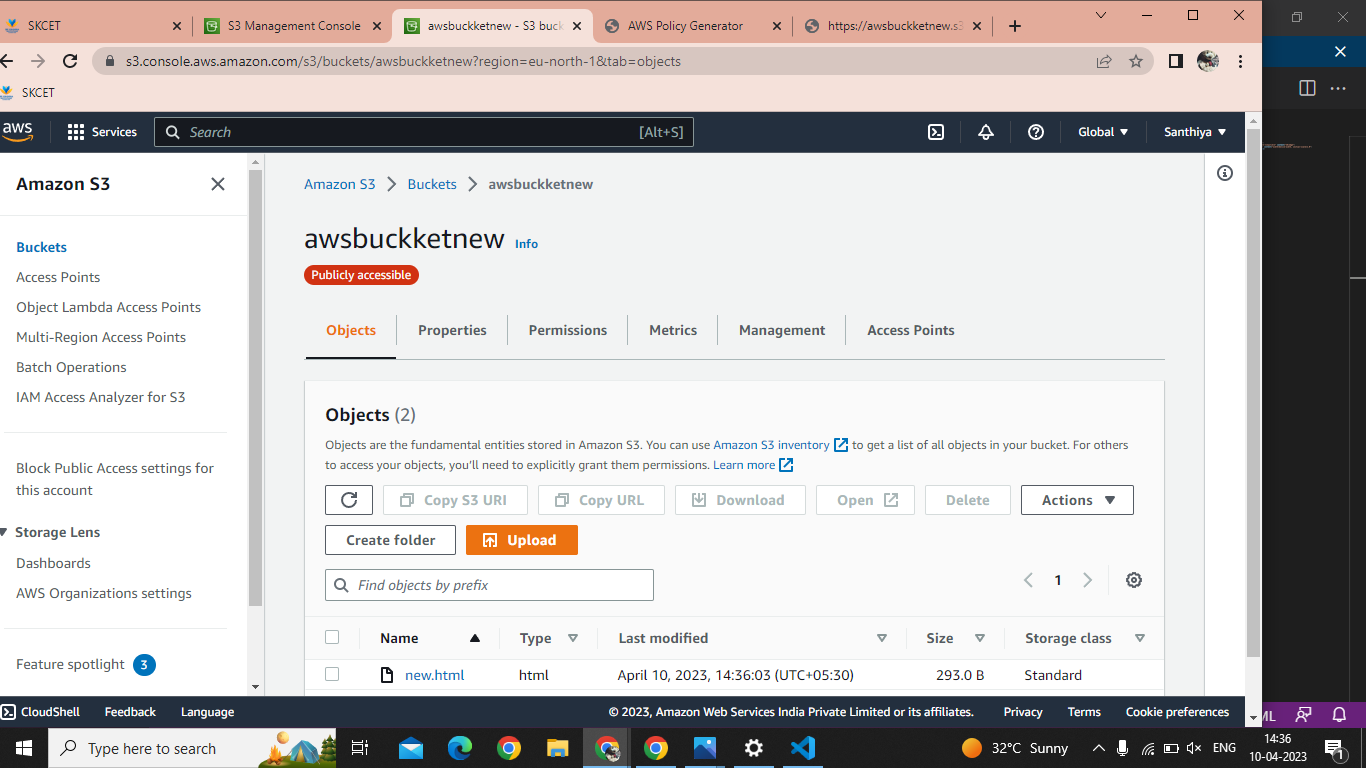 SKCET
S3 Management Console
awsbuckketnew - S3 buck
AWS Policy Generator
https://awsbuckketnew.s3
s3.console.aws.amazon.com/s3/buckets/awsbuckketnew?region=eu-north-1&tab=objects
SKCET
aws
Services
Search
[Alt+S]
Global
Santhiya
Amazon S3
Buckets
Access Points
Object Lambda Access Points
Multi-Region Access Points
Batch Operations
IAM Access Analyzer for S3
Block Public Access settings for
this account
Storage Lens
Dashboards
AWS Organizations settings
Feature spotlight 3
Amazon S3 > Buckets > awsbuckketnew
awsbuckketnew Info
Publicly accessible
Objects
Properties
Permissions
Metrics
Management
Access Points
Objects (2)
Objects are the fundamental entities stored in Amazon S3. You can use Amazon S3 inventory to get a list of all objects in your bucket. For others
to access your objects, you'll need to explicitly grant them permissions. Learn more
Copy S3 URI
Copy URL
Download
Open
Delete
Actions
Create folder
Upload
Find objects by prefix
1
Name
Type
Last modified
Size
Storage class
new.html
html
April 10, 2023, 14:36:03 (UTC+05:30)
293.0 B
Standard
CloudShell
Feedback
Language
© 2023, Amazon Web Services India Private Limited or its affiliates.
Privacy
Terms
Cookie preferences
ML
Type here to search
32°C Sunny
ENG
14:36
10-04-2023
1